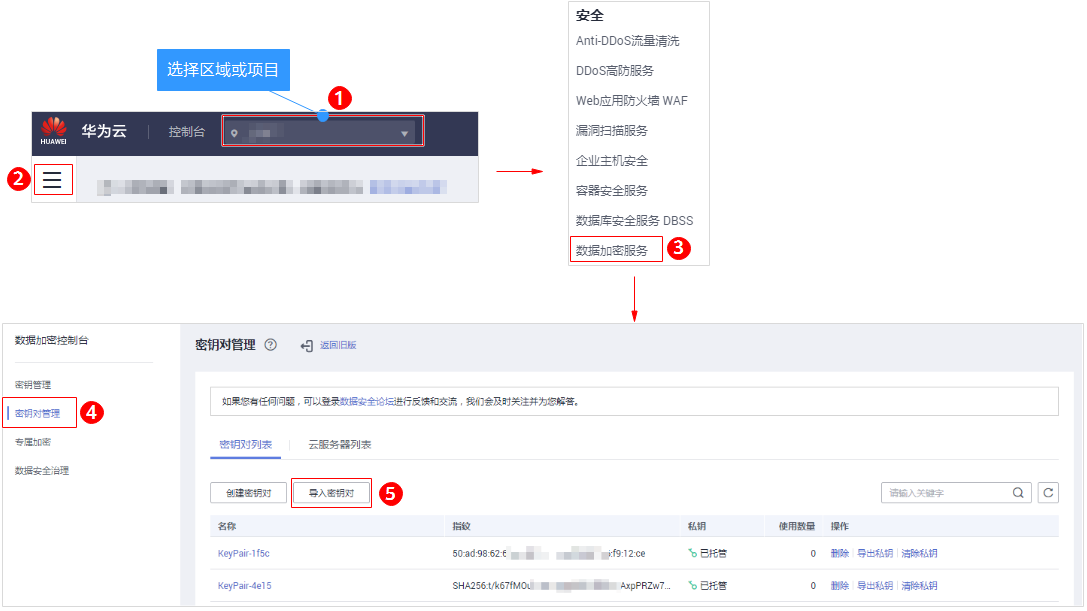 选择区域或项目
1
HUAWEI
华为云
控制台
2
安全
Anti-DDoS流量清洗
DDoS高防服务
Web应用防火墙 WAF
漏洞扫描服务
企业主机安全
容器安全服务
数据库安全服务 DBSS
数据加密服务
3
数据加密控制台
密钥管理
密钥对管理
4
专属加密
数据安全治理
密钥对管理 ? 返回旧版
如果您有任何问题，可以登录数据安全论坛进行反馈和交流，我们会及时关注并为您解答。
密钥对列表 云服务器列表
创建密钥对 导入密钥对 5 请输入关键字
名称 指纹 私钥 使用数量 操作
KeyPair-1f5c 50:ad:98:62:6 :f9:12:ce 已托管 0 删除 导出私钥 清除私钥
KeyPair-4e15 SHA256:t/k67fMOu AxpPRZw7... 已托管 0 删除 导出私钥 清除私钥